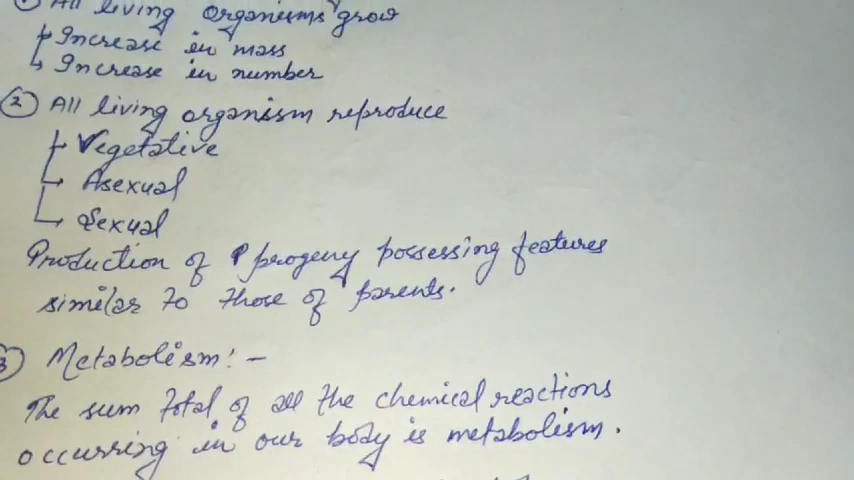 ① All living organisms grow
Increase in mass
Increase in number
② All living organism reproduce
Vegetative
Asexual
Sexual
Production of progeny possessing features
similar to those of parents.
③ Metabolism:-
The sum total of all the chemical reactions
occurring in our body is metabolism.